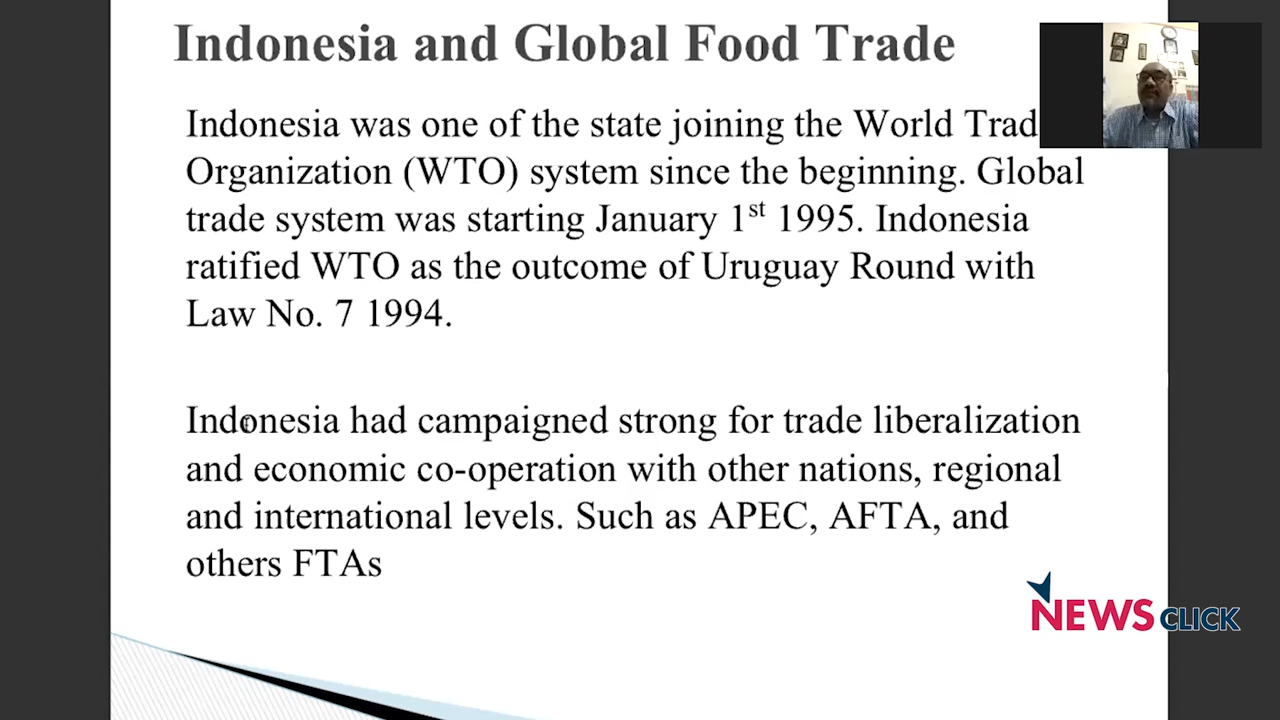 Indonesia and Global Food Trade
Indonesia was one of the state joining the World Trad
Organization (WTO) system since the beginning. Global
trade system was starting January 1st 1995. Indonesia
ratified WTO as the outcome of Uruguay Round with
Law No. 7 1994.
Indonesia had campaigned strong for trade liberalization
and economic co-operation with other nations, regional
and international levels. Such as APEC, AFTA, and
others FTAs
NEWSCLICK